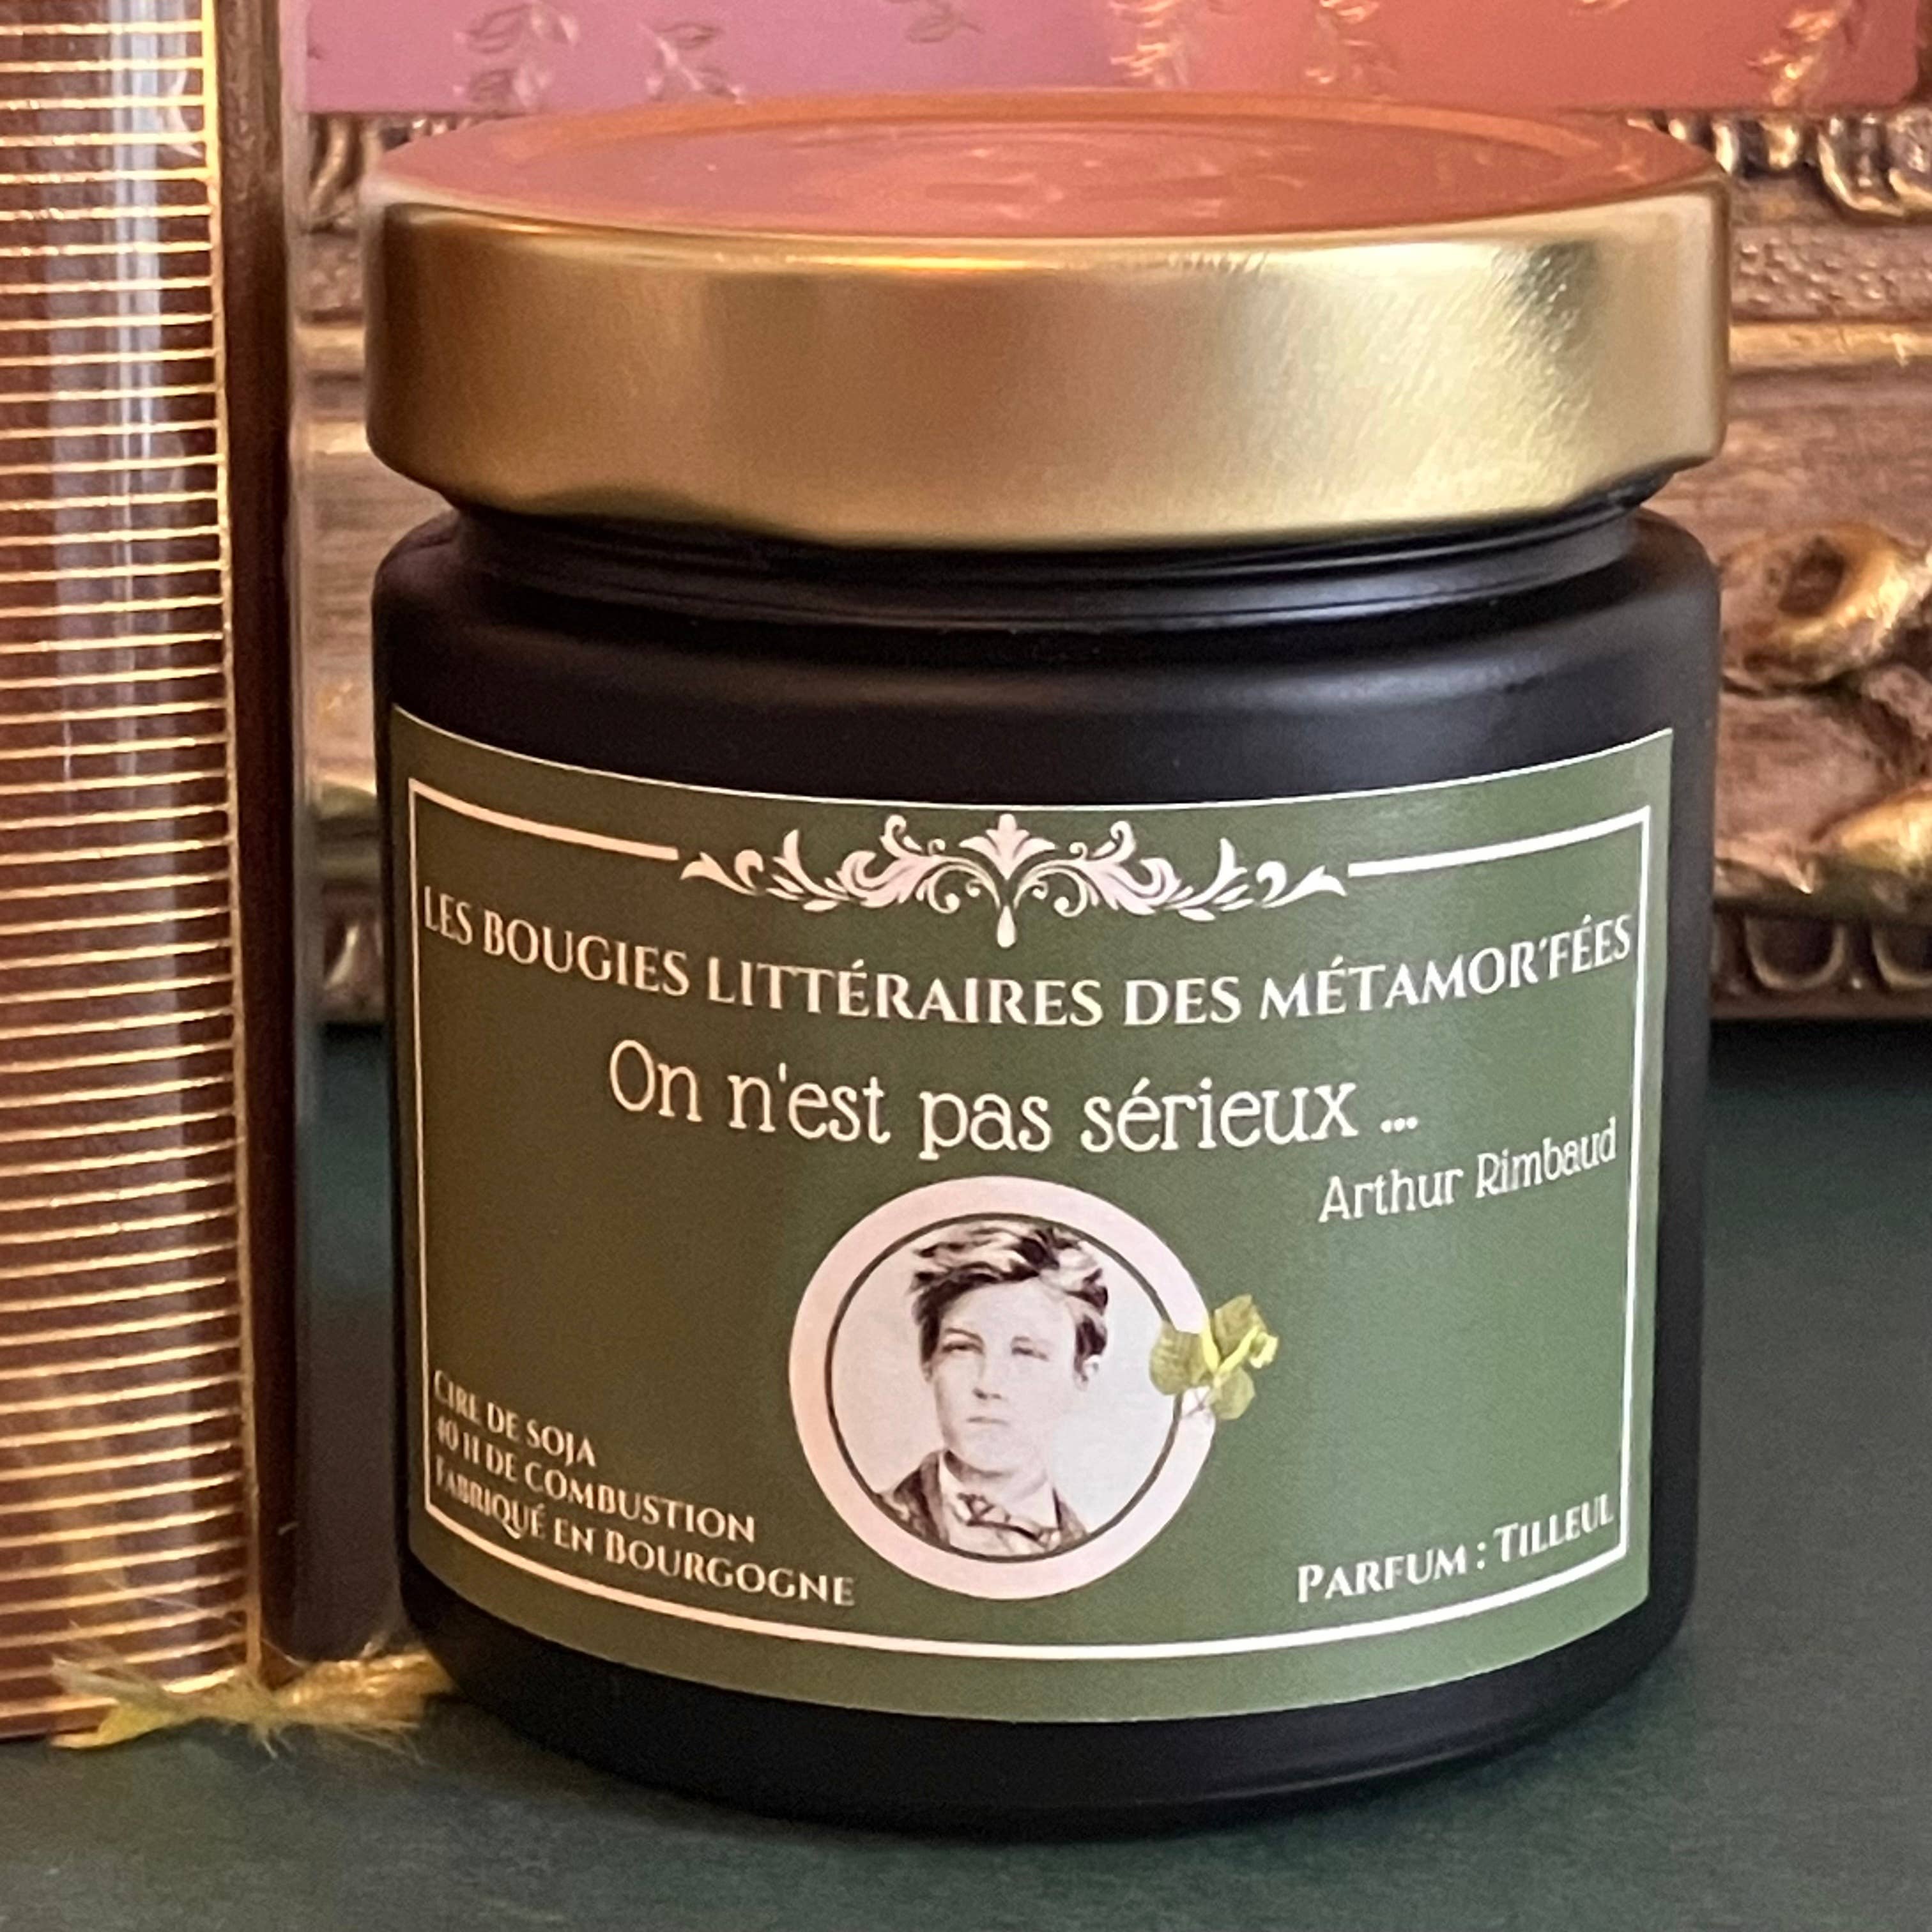 LES BOUGIES LITTÉRAIRES DES MÉTAMOR'FÉES
On n'est pas sérieux ...
Arthur Rimbaud
CIRE DE SOJA
40 H DE COMBUSTION
FABRIQUÉ EN BOURGOGNE
PARFUM : TILLEUL